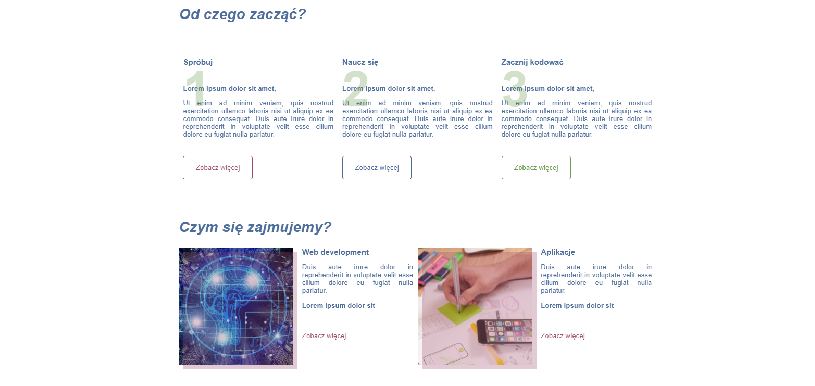 Od czego zacząć?
Spróbuj
1
Lorem ipsum dolor sit amet,
Ut enim ad minim veniam, quis nostrud
exercitation ullamco laboris nisi ut aliquip ex ea
commodo consequat. Duis aute irure dolor in
reprehenderit in voluptate velit esse cillum
dolore eu fugiat nulla pariatur.
Zobacz więcej
Naucz się
2
Lorem ipsum dolor sit amet,
Ut enim ad minim veniam, quis nostrud
exercitation ullamco laboris nisi ut aliquip ex ea
commodo consequat. Duis aute irure dolor in
reprehenderit in voluptate velit esse cillum
dolore eu fugiat nulla pariatur.
Zobacz więcej
Zacznij kodować
3
Lorem ipsum dolor sit amet,
Ut enim ad minim veniam, quis nostrud
exercitation ullamco laboris nisi ut aliquip ex ea
commodo consequat. Duis aute irure dolor in
reprehenderit in voluptate velit esse cillum
dolore eu fugiat nulla pariatur.
Zobacz więcej
Czym się zajmujemy?
Web development
Duis aute irure dolor in
reprehenderit in voluptate velit esse
cillum dolore eu fugiat nulla
pariatur.
Lorem ipsum dolor sit
Zobacz więcej
Aplikacje
Duis aute irure dolor in
reprehenderit in voluptate velit esse
cillum dolore eu fugiat nulla
pariatur.
Lorem ipsum dolor sit
Zobacz więcej